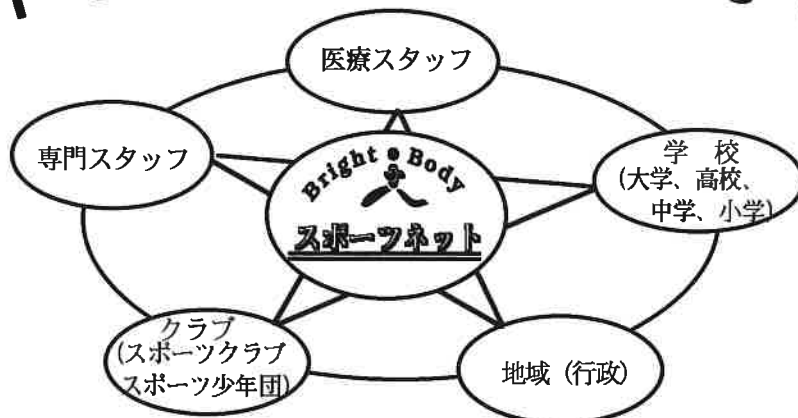 医療スタッフ
専門スタッフ
Bright Body
スポーツネット
学 校
(大学、高校、
中学、小学)
クラブ
(スポーツクラブ
スポーツ少年団)
地域（行政）